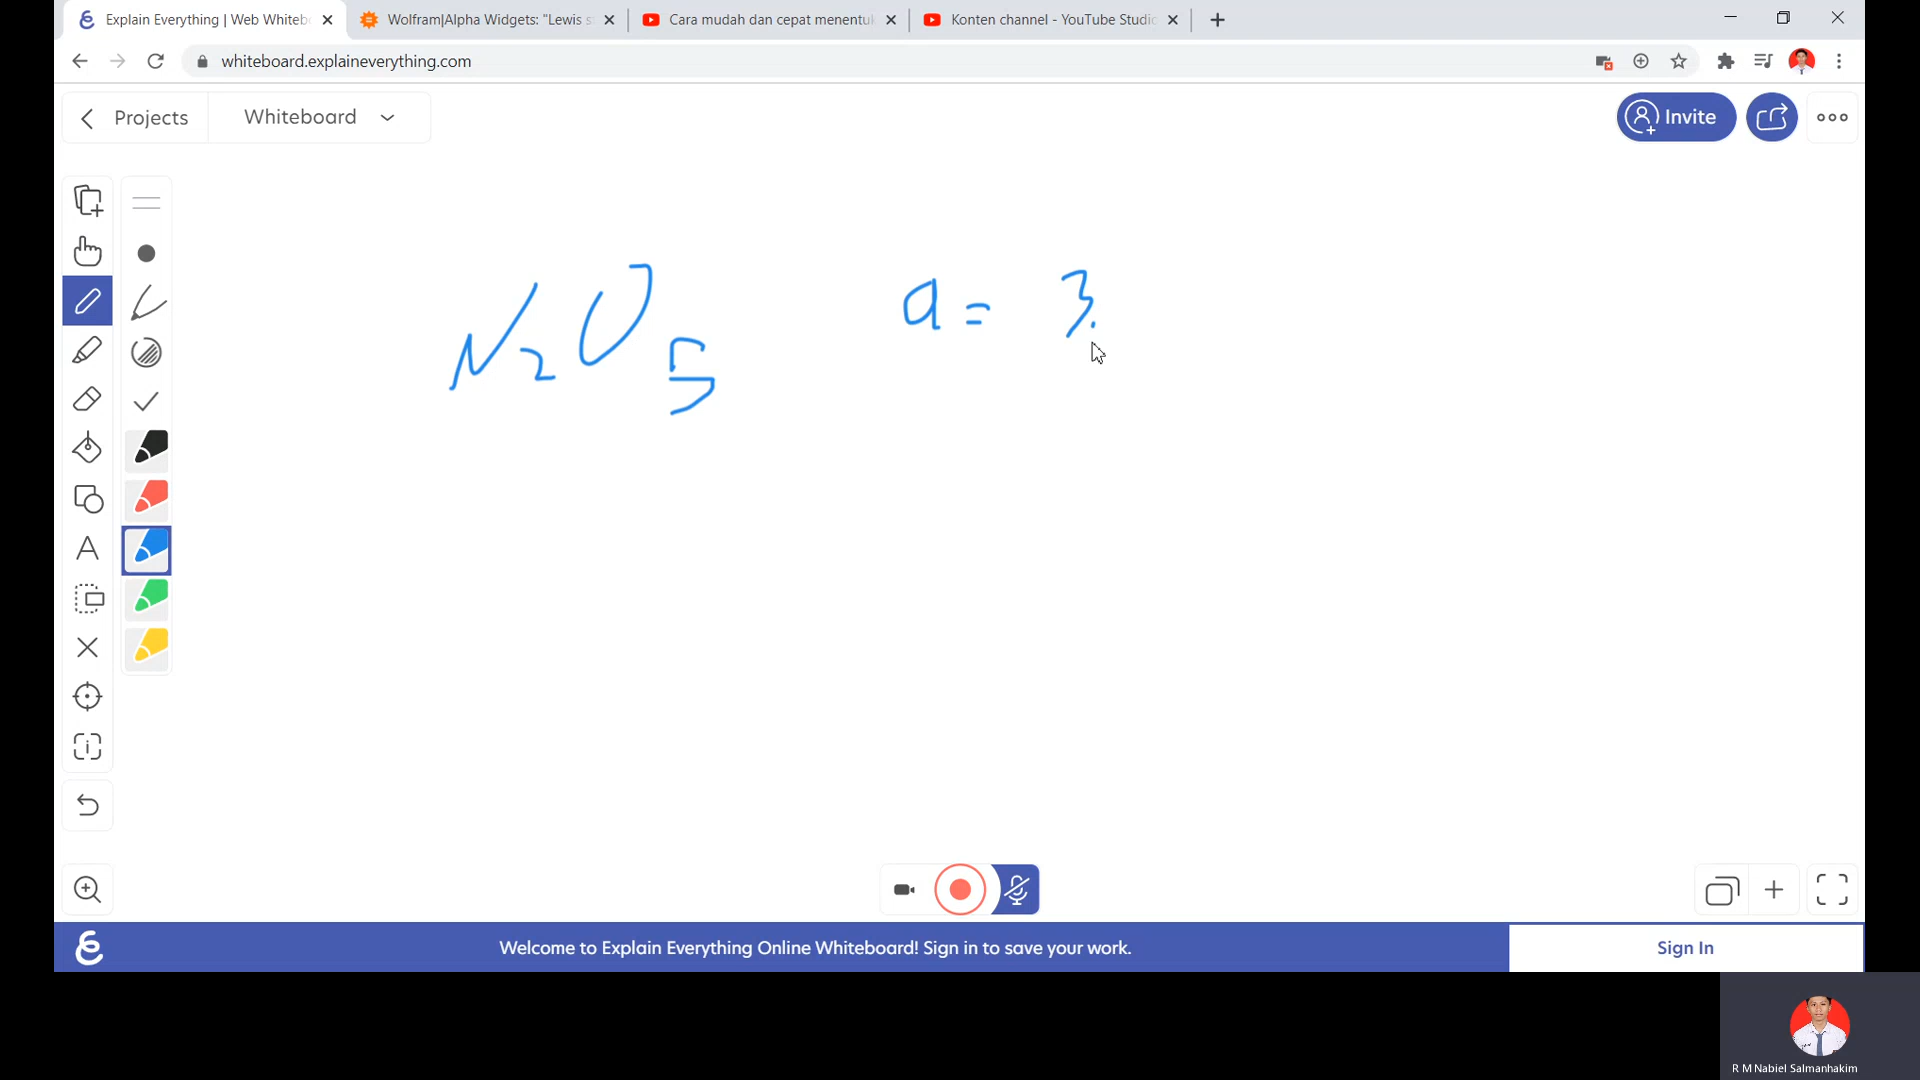 Explain Everything | Web Whitebo
Wolfram|Alpha Widgets: "Lewis s
Cara mudah dan cepat menentuk
Konten channel - YouTube Studio
whiteboard.explaineverything.com
Projects
Whiteboard
Invite
N₂O₅
a = 3.
Welcome to Explain Everything Online Whiteboard! Sign in to save your work.
Sign In
R M Nabiel Salmanhakim